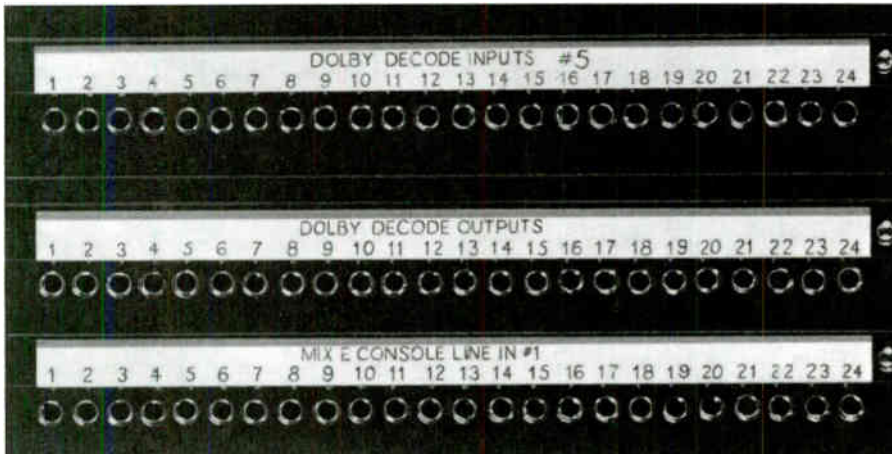 DOLBY DECODE INPUTS #5
1 2 3 4 5 6 7 8 9 10 11 12 13 14 15 16 17 18 19 20 21 22 23 24
DOLBY DECODE OUTPUTS
1 2 3 4 5 6 7 8 9 10 11 12 13 14 15 16 17 18 19 20 21 22 23 24
MIX E CONSOLE LINE IN #1
1 2 3 4 5 6 7 8 9 10 11 12 13 14 15 16 17 18 19 20 21 22 23 24